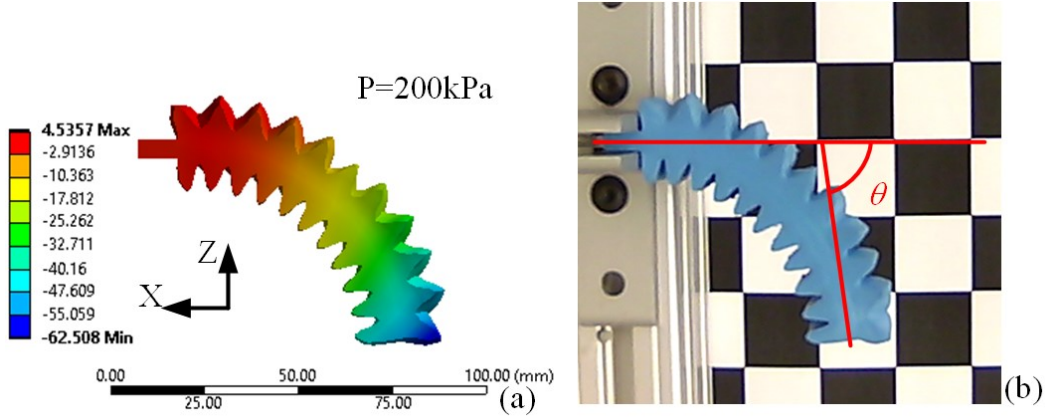 P=200kPa
4.5357 Max
-2.9136
-10.363
-17.812
-25.262
-32.711
-40.16
-47.609
-55.059
-62.508 Min
Z
X
0.00 50.00 100.00 (mm)
25.00 75.00
(a)
θ
(b)